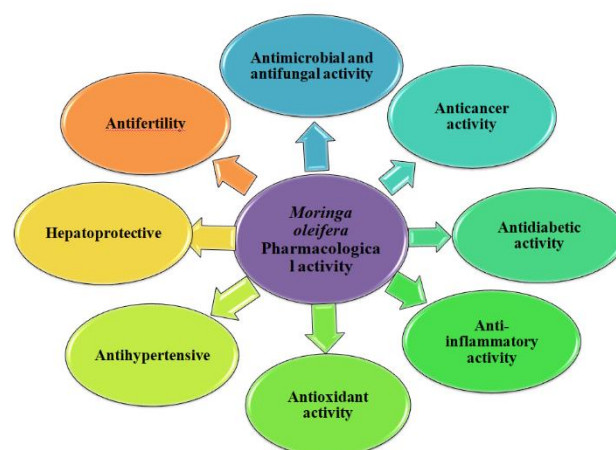 Antimicrobial and
antifungal activity
Anticancer
activity
Antidiabetic
activity
Anti-
inflammatory
activity
Antioxidant
activity
Antihypertensive
Hepatoprotective
Antifertility
Moringa
oleifera
Pharmacologica
l activity